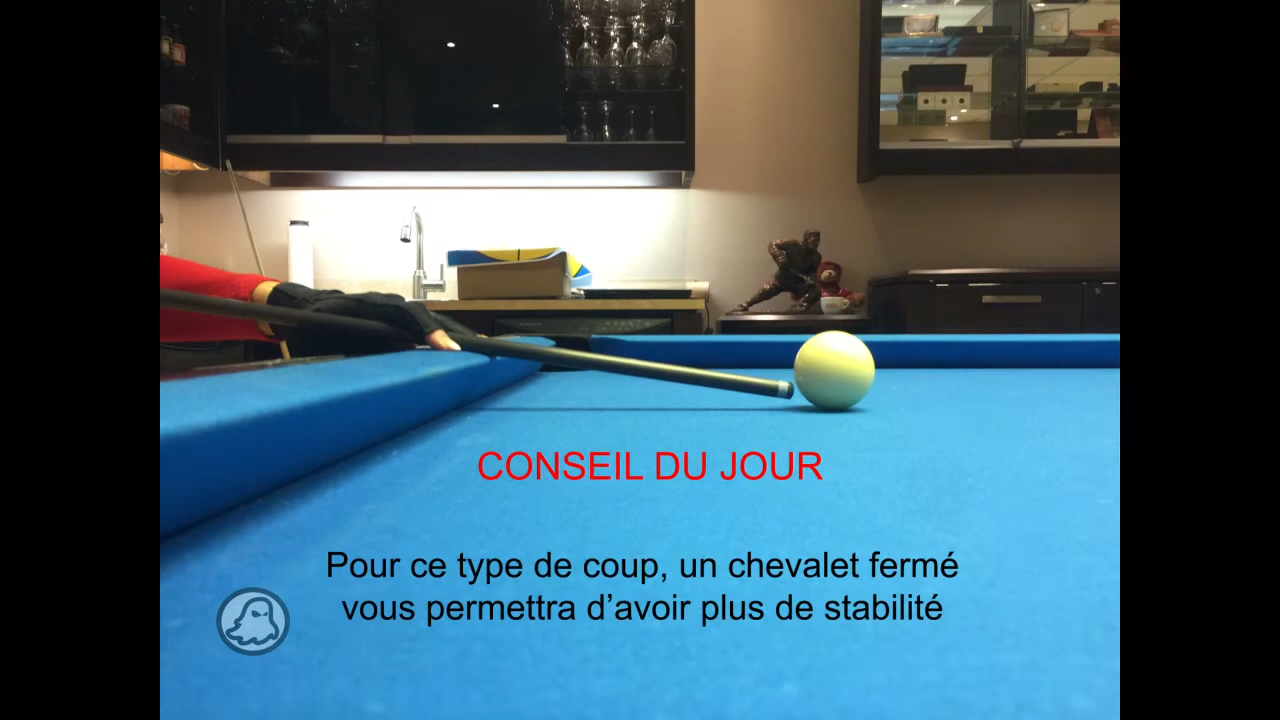 CONSEIL DU JOUR
Pour ce type de coup, un chevalet fermé
vous permettra d’avoir plus de stabilité